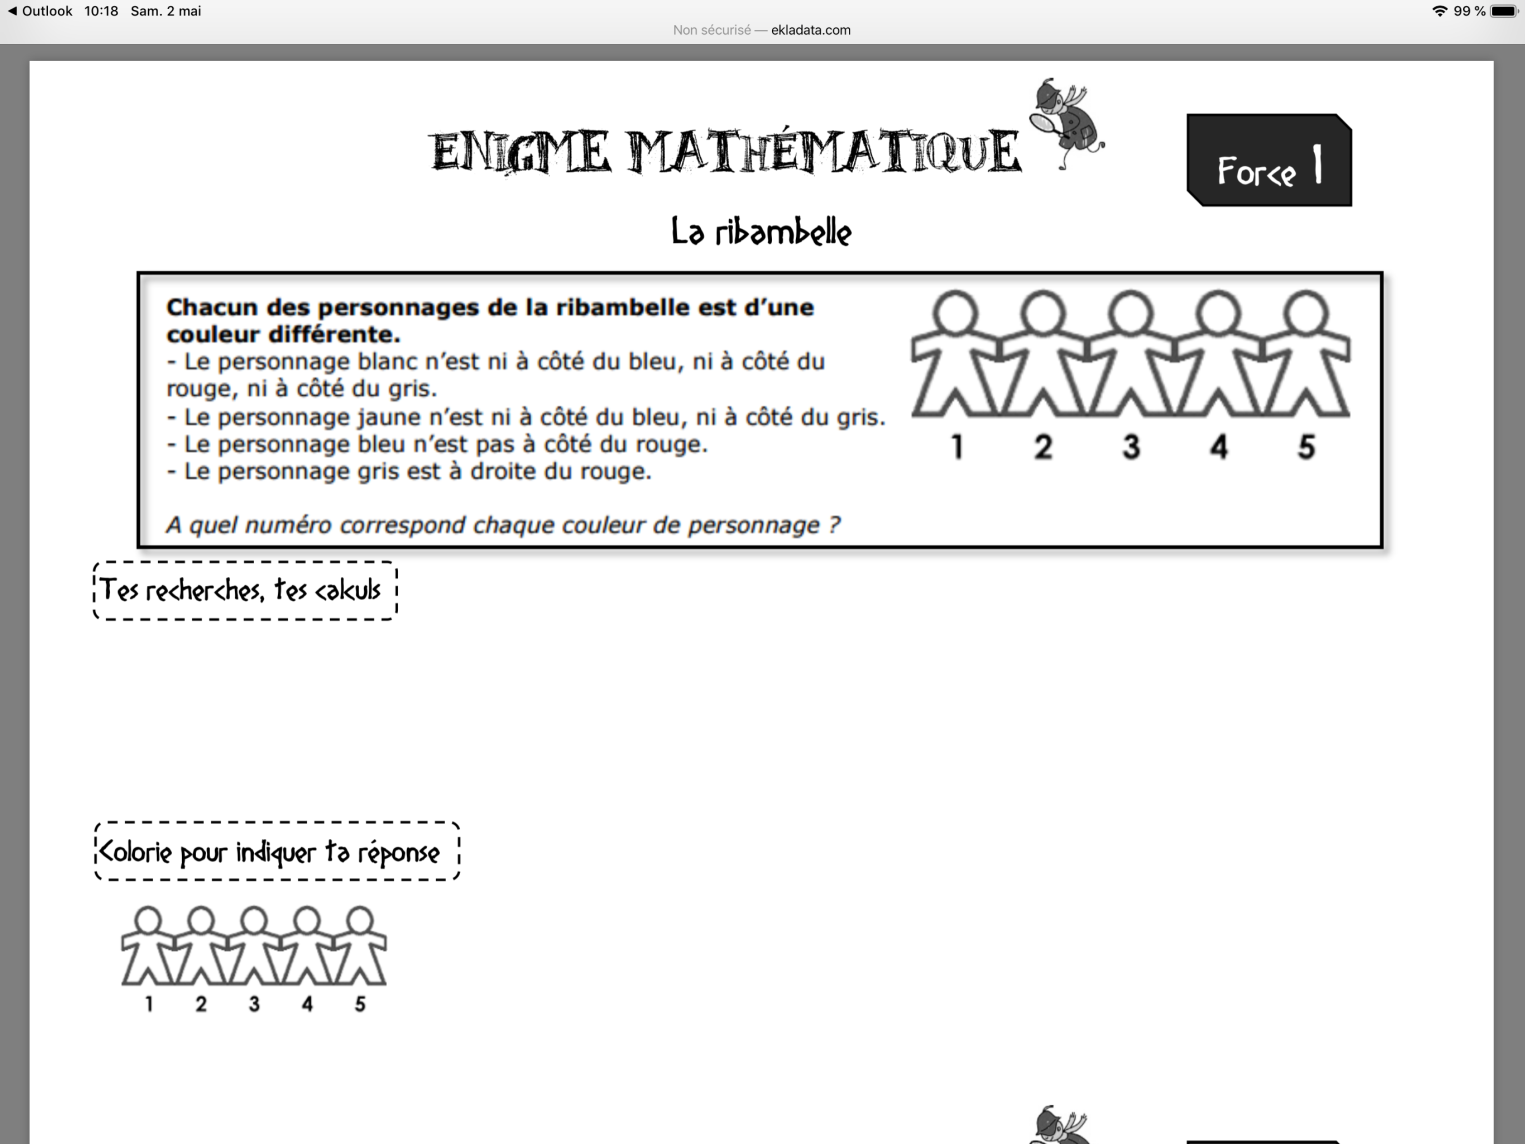 ◀ Outlook 10:18 Sam. 2 mai 99 %
Non sécurisé — ekladata.com
ENIGME MATHÉMATIQUE
Force 1
La ribambelle
Chacun des personnages de la ribambelle est d'une
couleur différente.
- Le personnage blanc n'est ni à côté du bleu, ni à côté du
rouge, ni à côté du gris.
- Le personnage jaune n'est ni à côté du bleu, ni à côté du gris.
- Le personnage bleu n'est pas à côté du rouge.
- Le personnage gris est à droite du rouge.
A quel numéro correspond chaque couleur de personnage ?
1 2 3 4 5
Tes recherches, tes calculs
Colorie pour indiquer ta réponse
1 2 3 4 5